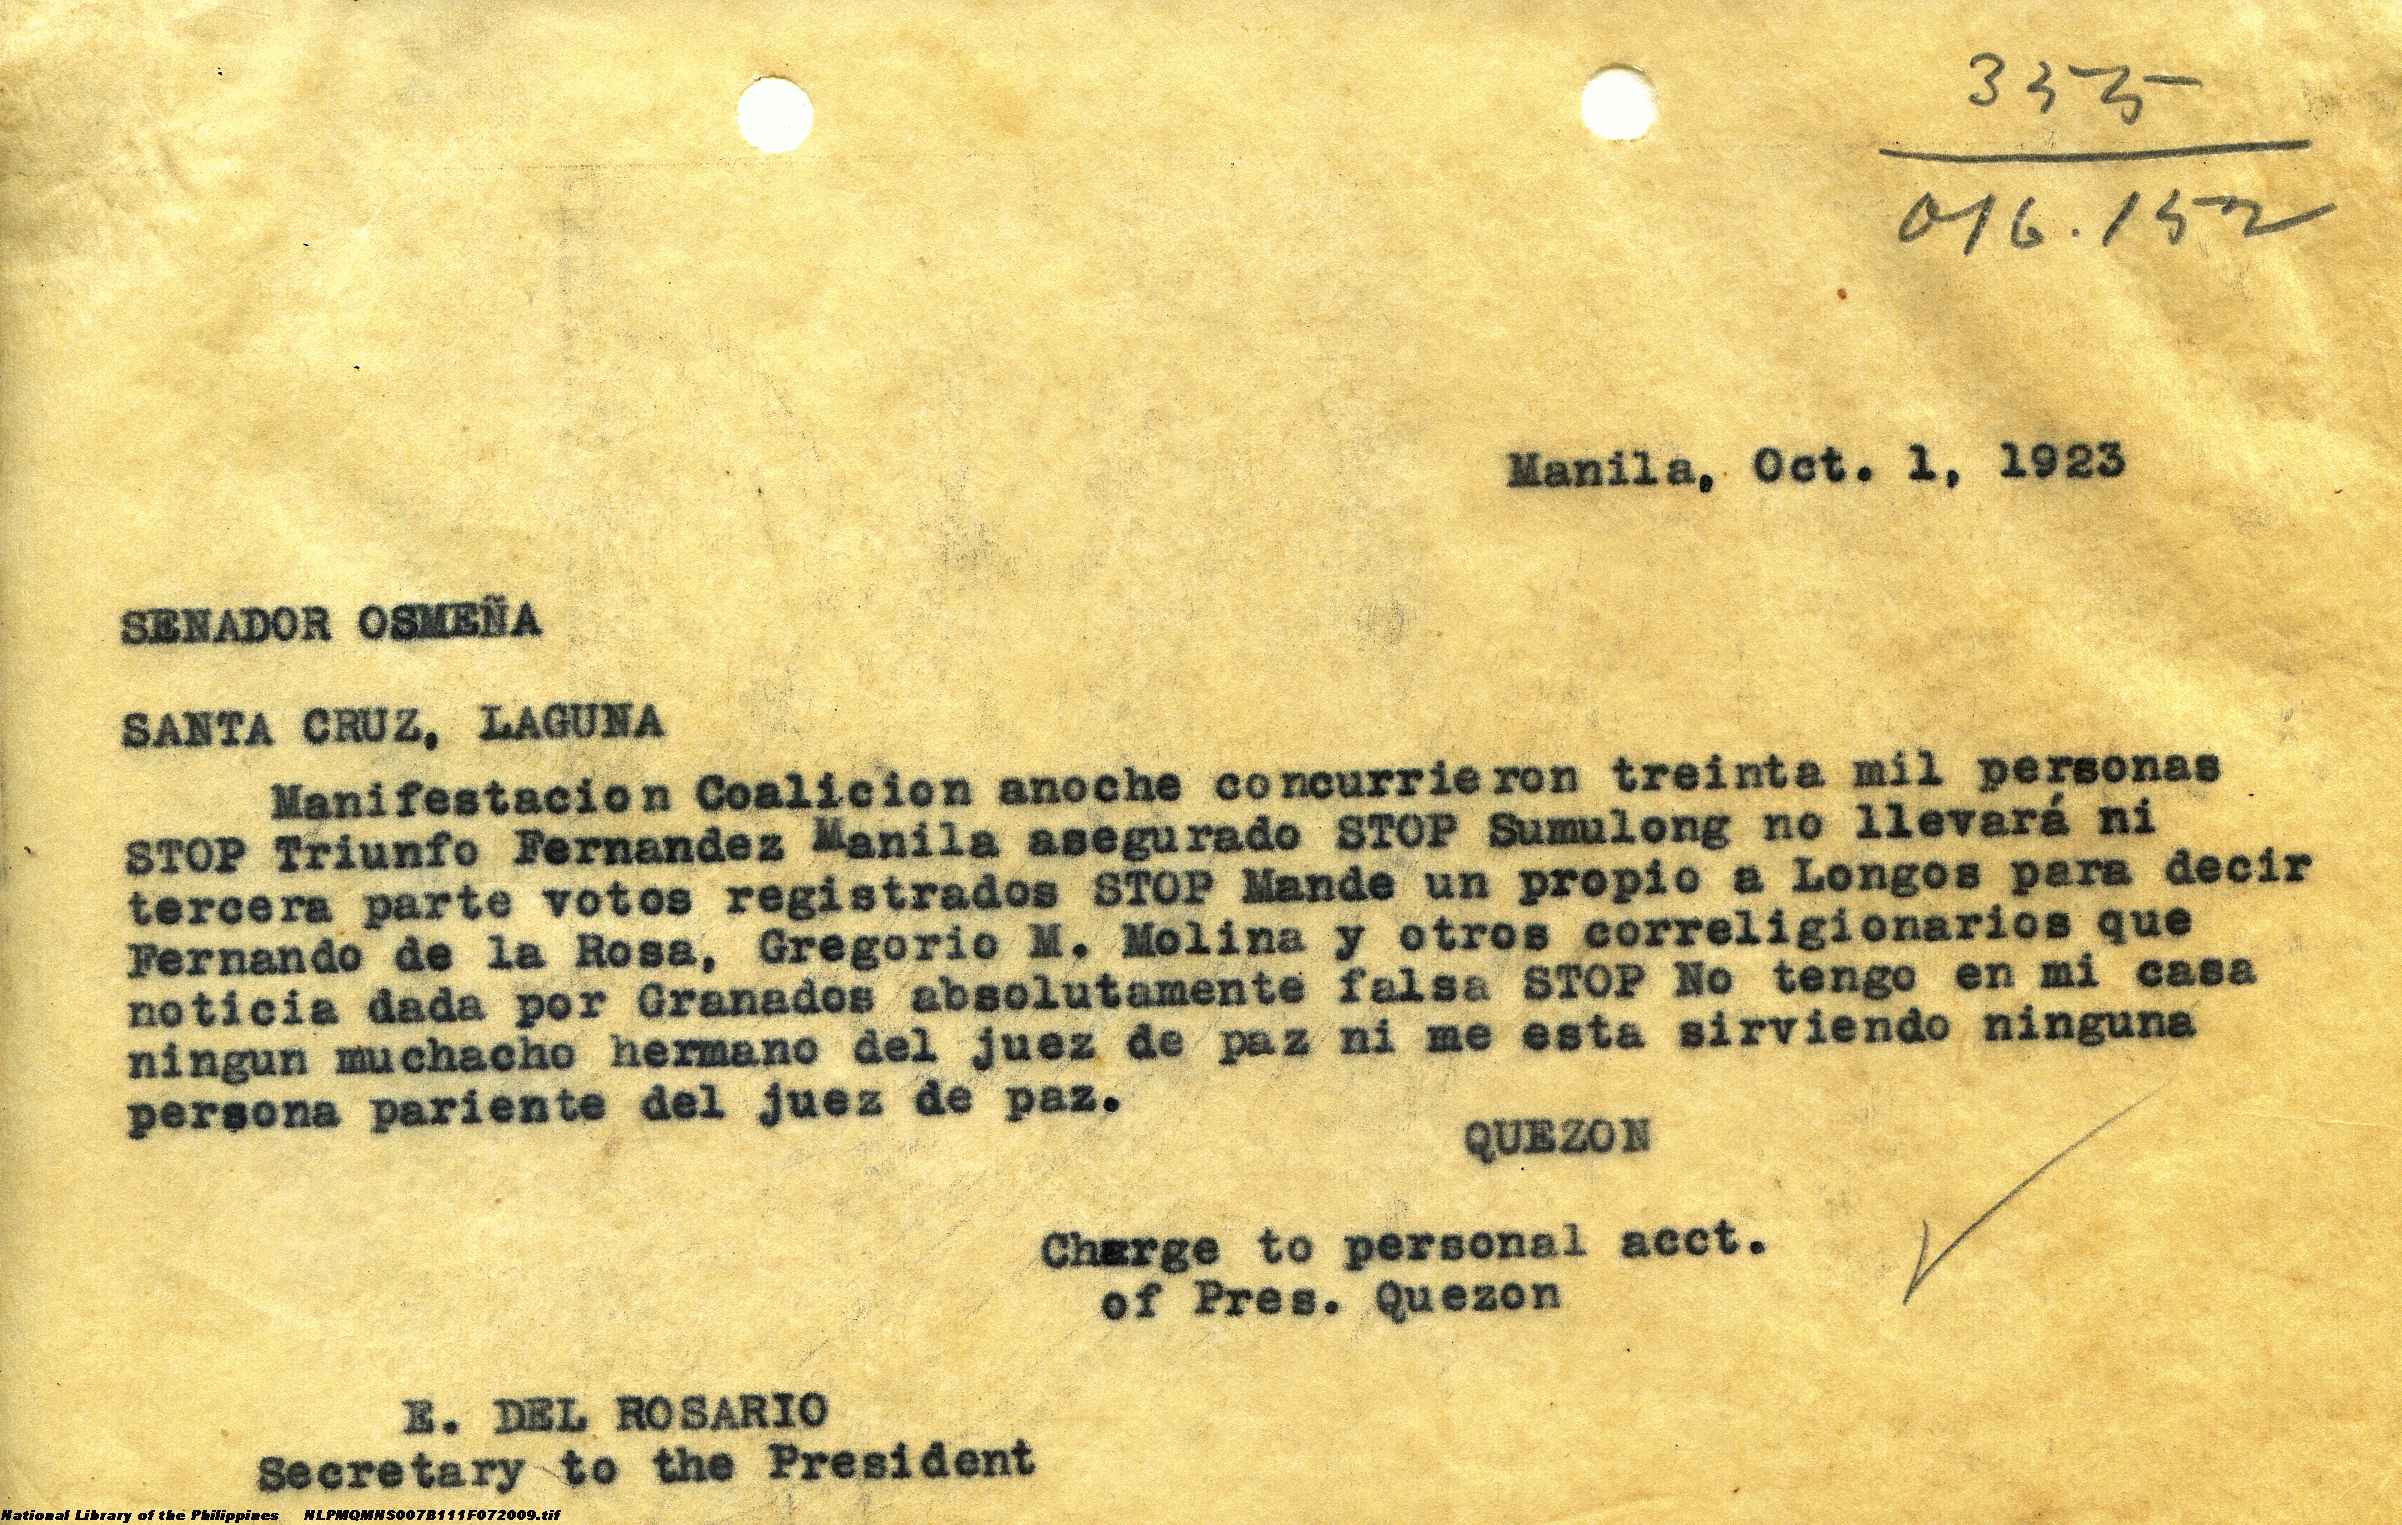 335
016.152
Manila, Oct. 1, 1923
SENADOR OSMEÑA
SANTA CRUZ, LAGUNA
Manifestacion Coalicion anoche concurrieron treinta mil personas
STOP Triunfo Fernandez Manila asegurado STOP Sumulong no llevará ni
tercera parte votos registrados STOP Mande un propio a Longos para decir
Fernando de la Rosa, Gregorio M. Molina y otros correligionarios que
noticia dada por Granados absolutamente falsa STOP No tengo en mi casa
ningun muchacho hermano del juez de paz ni me esta sirviendo ninguna
persona pariente del juez de paz.
QUEZON
Charge to personal acct.
of Pres. Quezon
E. DEL ROSARIO
Secretary to the President
National Library of the Philippines NLPMQMNS007B111F072009.tif